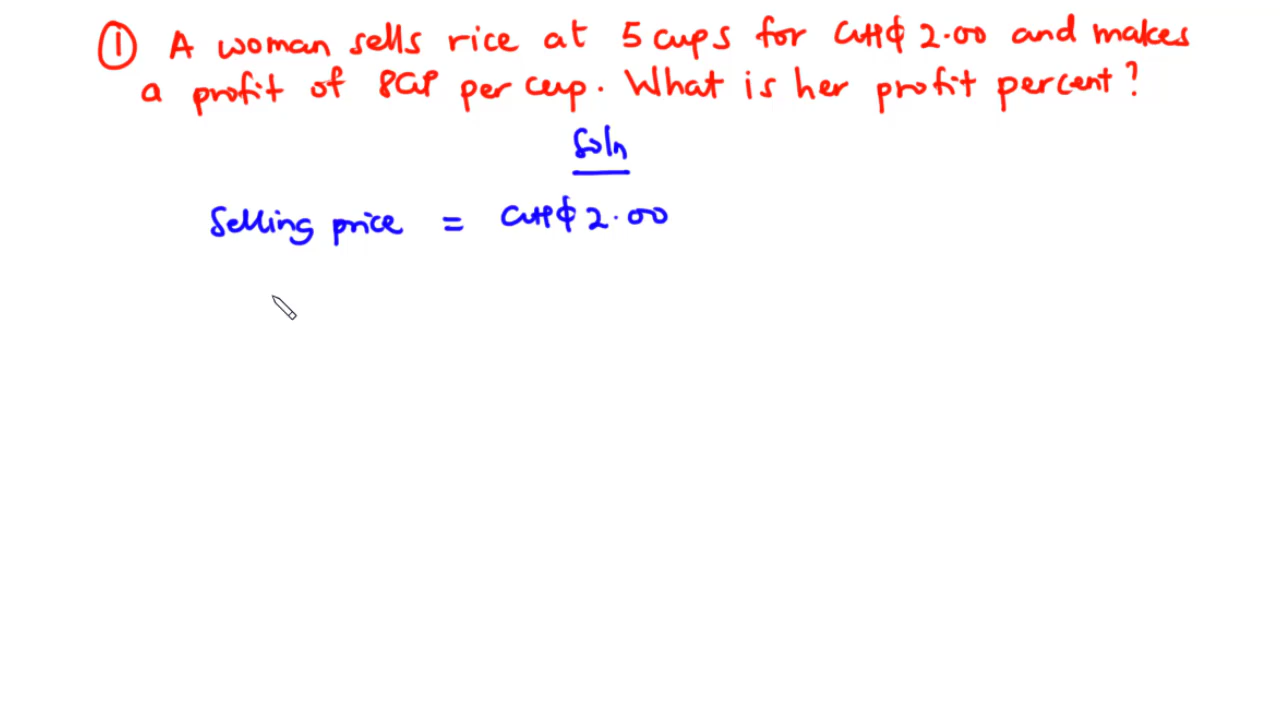 ① A woman sells rice at 5 cups for GH₵ 2.00 and makes
a profit of 8GP per cup. What is her profit percent?
Soln
Selling price = GH₵ 2.00